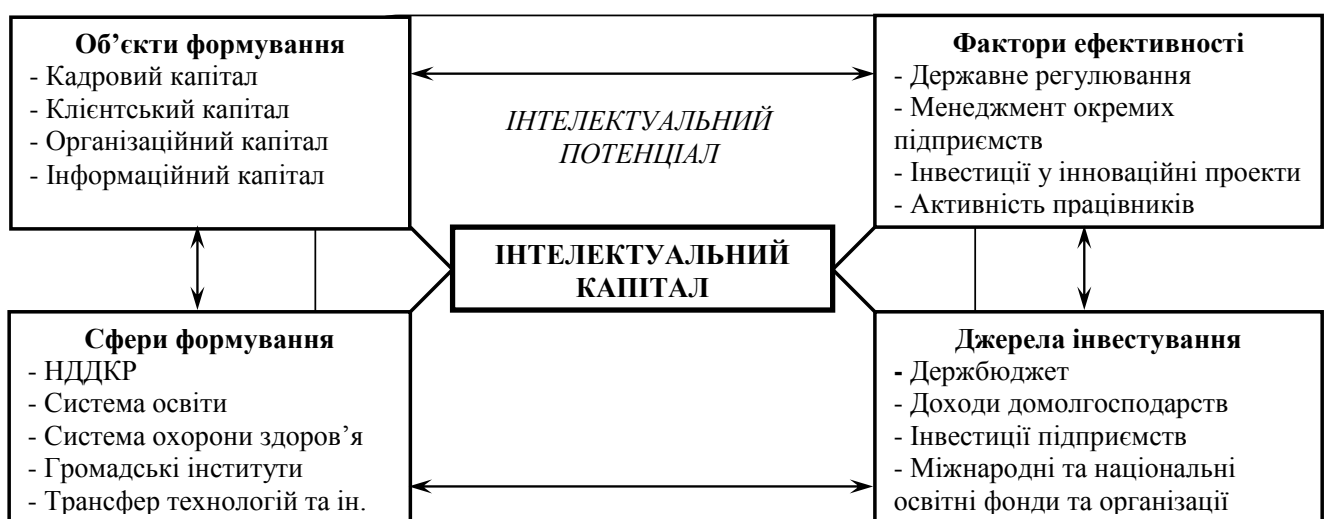 Об’єкти формування
- Кадровий капітал
- Клієнтський капітал
- Організаційний капітал
- Інформаційний капітал
ІНТЕЛЕКТУАЛЬНИЙ
ПОТЕНЦІАЛ
Фактори ефективності
- Державне регулювання
- Менеджмент окремих
підприємств
- Інвестиції у інноваційні проекти
- Активність працівників
ІНТЕЛЕКТУАЛЬНИЙ
КАПІТАЛ
Сфери формування
- НДДКР
- Система освіти
- Система охорони здоров’я
- Громадські інститути
- Трансфер технологій та ін.
Джерела інвестування
- Держбюджет
- Доходи домолгосподарств
- Інвестиції підприємств
- Міжнародні та національні
освітні фонди та організації